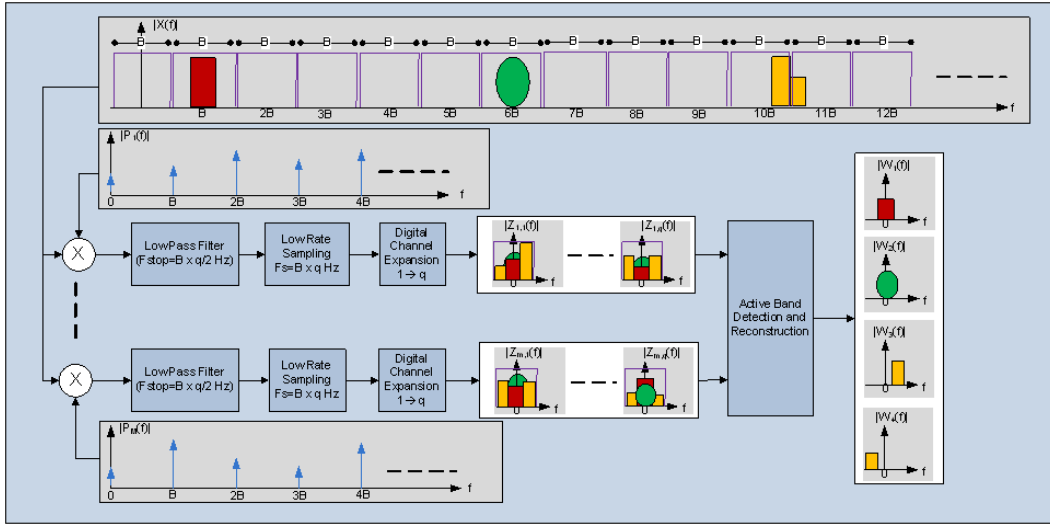 |X(f)|
B B B B B B B B B B B B B
B 2B 3B 4B 5B 6B 7B 8B 9B 10B 11B 12B f
|P₁(f)|
0 B 2B 3B 4B f
X
LowPass Filter
(Fstop=B x q/2 Hz)
LowRate
Sampling
Fs=B x q Hz
Digital
Channel
Expansion
1→q
|Z₁,₁(f)|
0 f
|Z₁,q(f)|
0 f
Active Band
Detection and
Reconstruction
|W₁(f)|
0 f
|W₂(f)|
0 f
|W₃(f)|
0 f
|W₄(f)|
0 f
X
LowPass Filter
(Fstop=B x q/2 Hz)
LowRate
Sampling
Fs=B x q Hz
Digital
Channel
Expansion
1→q
|Zm,₁(f)|
0 f
|Zm,q(f)|
0 f
|Pm(f)|
0 B 2B 3B 4B f